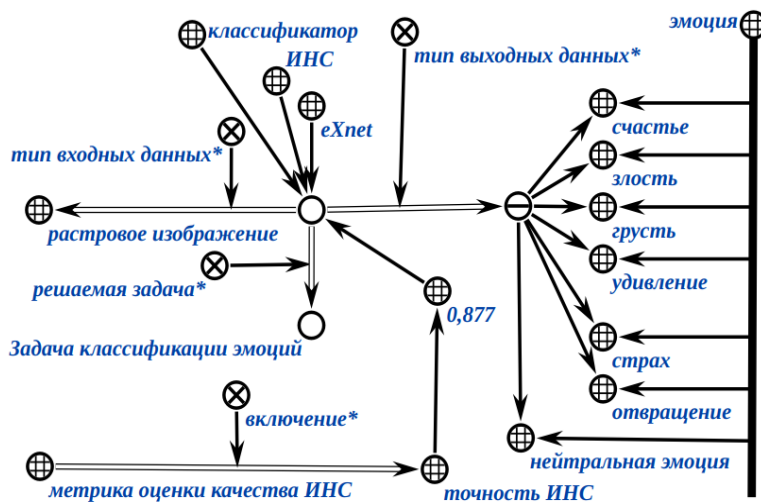 эмоция
классификатор
ИНС
тип выходных данных*
eXnet
счастье
тип входных данных*
злость
растровое изображение
грусть
решаемая задача*
удивление
0,877
Задача классификации эмоций
страх
включение*
отвращение
нейтральная эмоция
метрика оценки качества ИНС
точность ИНС